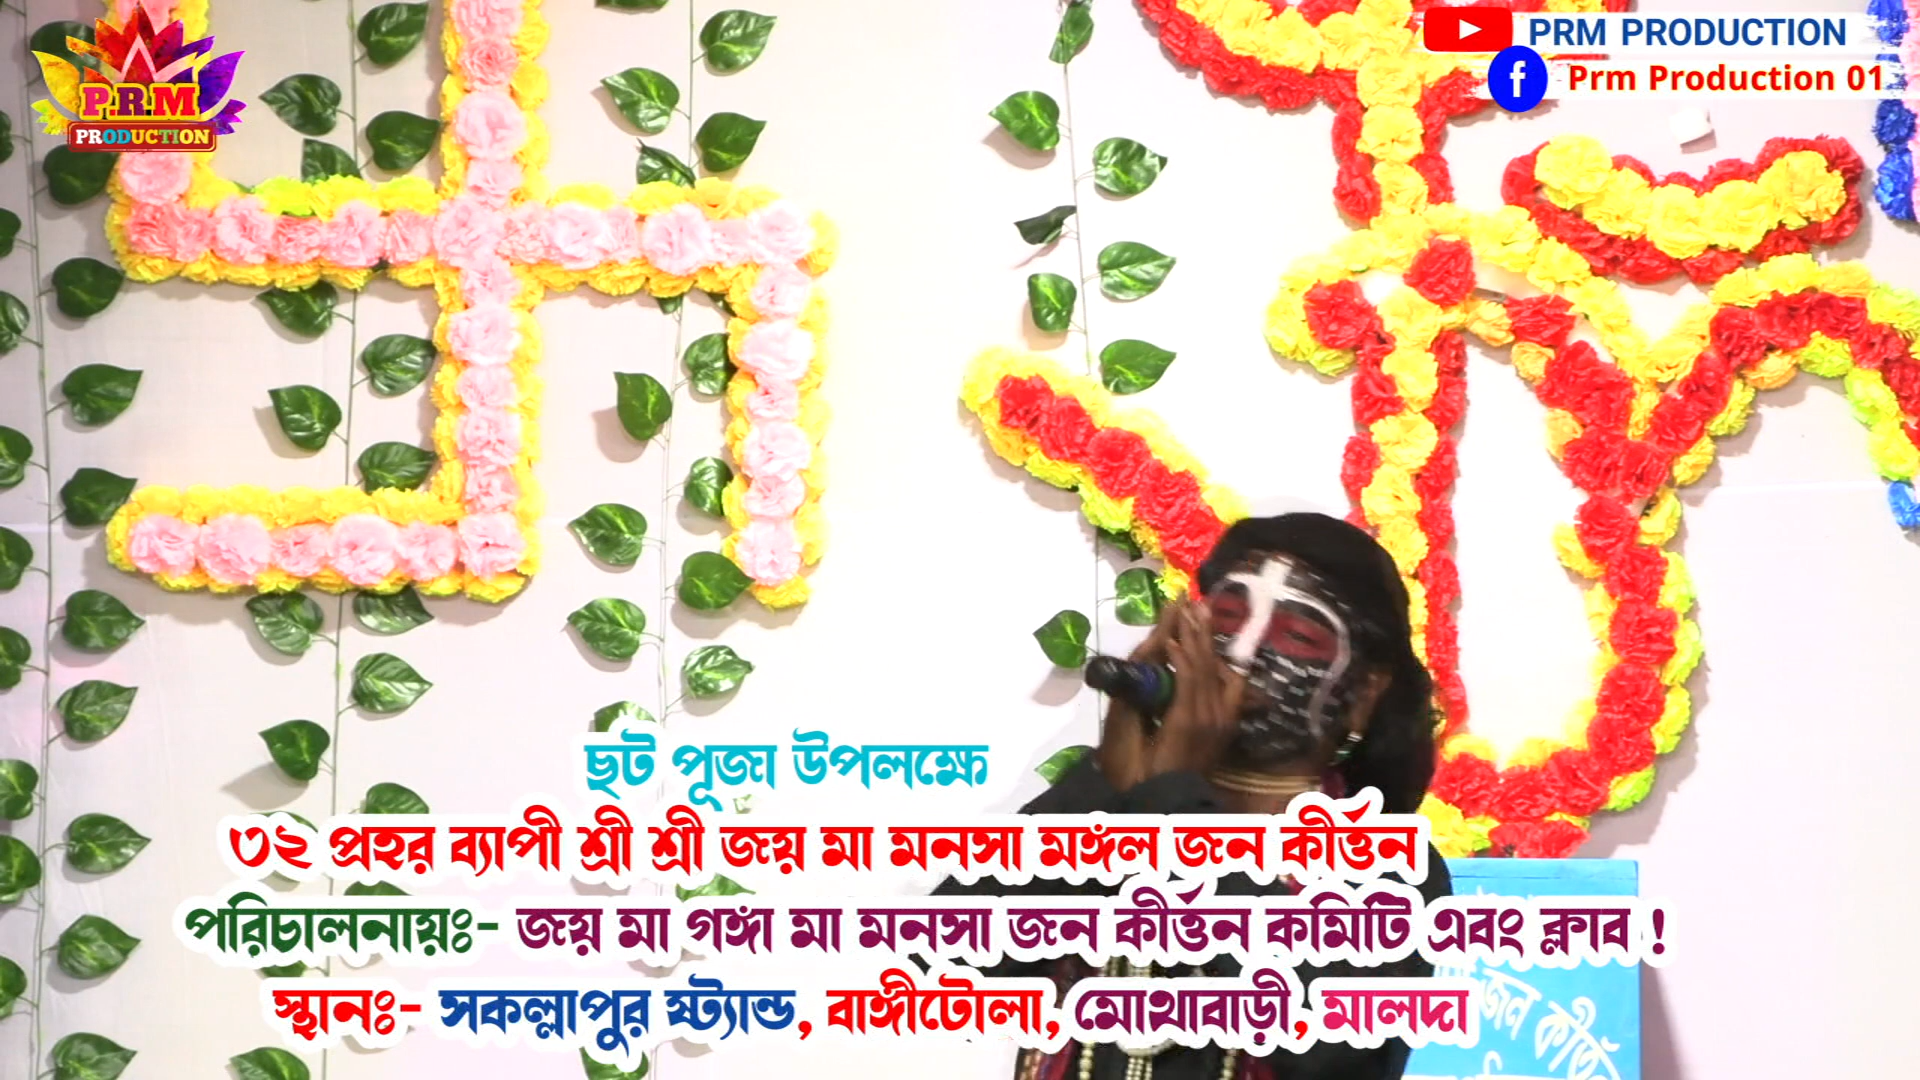 PRM
PRODUCTION
PRM PRODUCTION
f
Prm Production 01
ছট পূজা উপলক্ষে
৩২ প্রহর ব্যাপী শ্রী শ্রী জয় মা মনসা মঙ্গল জন কীর্ত্তন
পরিচালনায়ঃ- জয় মা গঙ্গা মা মনসা জন কীর্ত্তন কমিটি এবং ক্লাব !
স্থানঃ- সকল্লাপুর ষ্ট্যান্ড, বাঙ্গীটোলা, মোথাবাড়ী, মালদা
জন